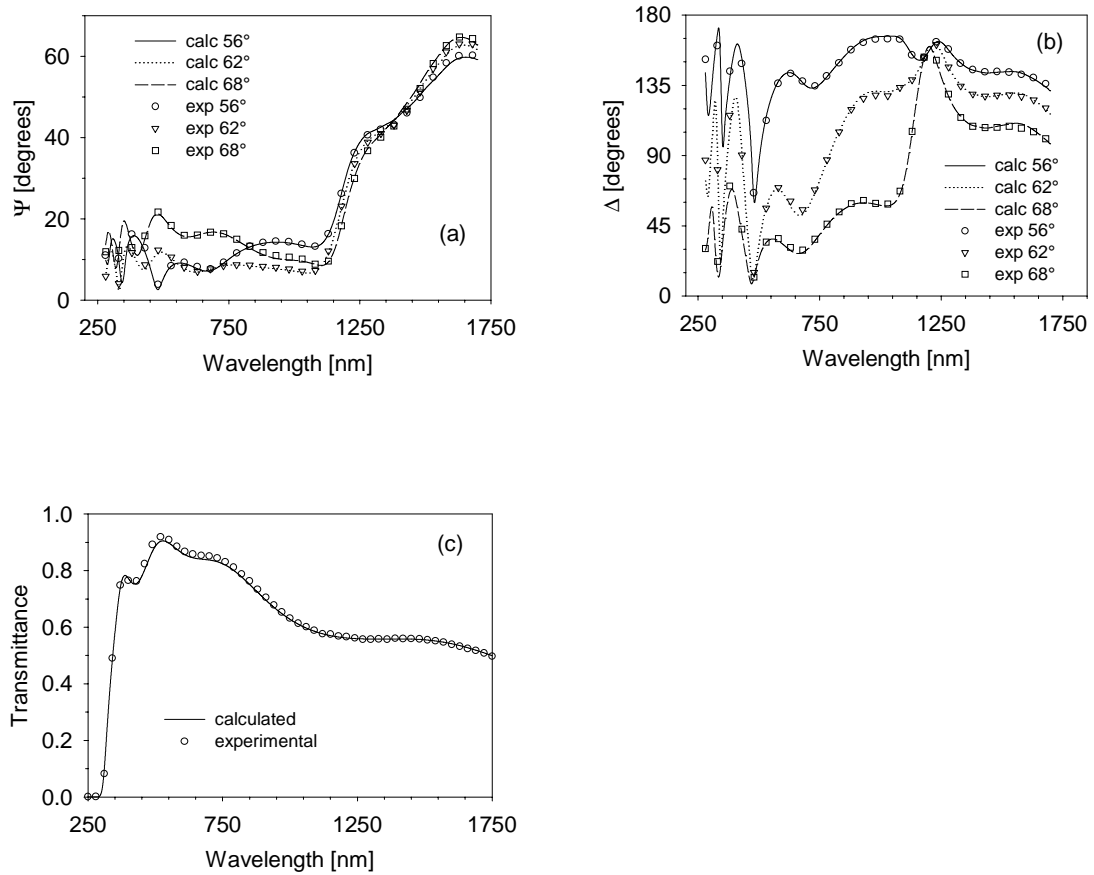 60
40
20
0
Ψ [degrees]
calc 56°
calc 62°
calc 68°
exp 56°
exp 62°
exp 68°
(a)
250 750 1250 1750
Wavelength [nm]
180
135
90
45
0
Δ [degrees]
(b)
calc 56°
calc 62°
calc 68°
exp 56°
exp 62°
exp 68°
250 750 1250 1750
Wavelength [nm]
1.0
0.8
0.6
0.4
0.2
0.0
Transmittance
(c)
calculated
experimental
250 750 1250 1750
Wavelength [nm]